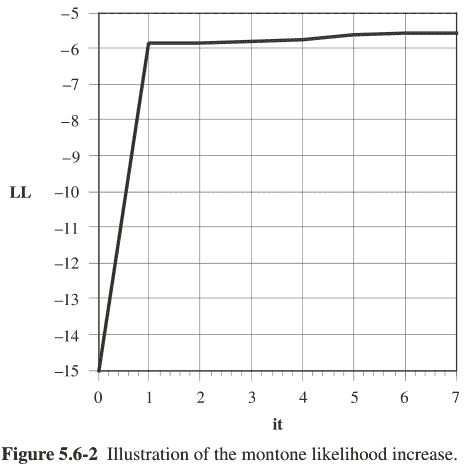 −5
−6
−7
−8
−9
LL −10
−11
−12
−13
−14
−15
0 1 2 3 4 5 6 7
it
Figure 5.6-2 Illustration of the montone likelihood increase.